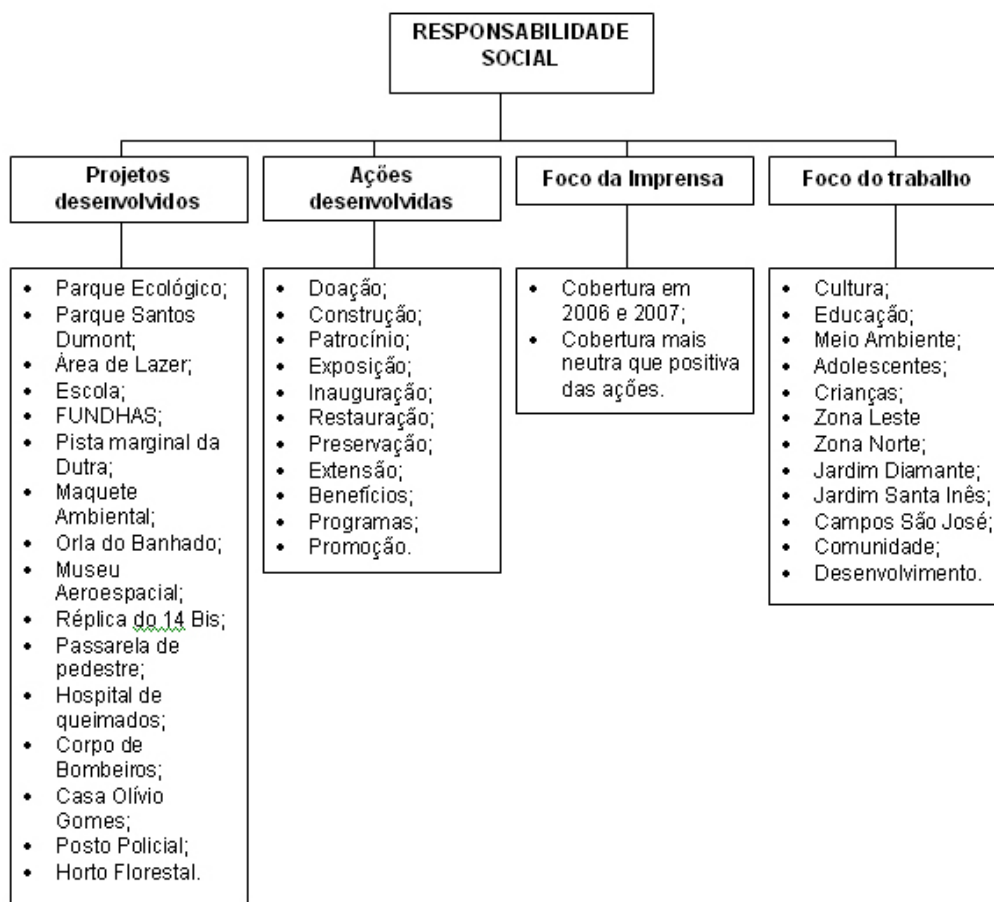 RESPONSABILIDADE
SOCIAL
Projetos
desenvolvidos
• Parque Ecológico;
• Parque Santos
Dumont;
• Área de Lazer;
• Escola;
• FUNDHAS;
• Pista marginal da
Dutra;
• Maquete
Ambiental;
• Orla do Banhado;
• Museu
Aeroespacial;
• Réplica do 14 Bis;
• Passarela de
pedestre;
• Hospital de
queimados;
• Corpo de
Bombeiros;
• Casa Olívio
Gomes;
• Posto Policial;
• Horto Florestal.
Ações
desenvolvidas
• Doação;
• Construção;
• Patrocínio;
• Exposição;
• Inauguração;
• Restauração;
• Preservação;
• Extensão;
• Benefícios;
• Programas;
• Promoção.
Foco da Imprensa
• Cobertura em
2006 e 2007;
• Cobertura mais
neutra que positiva
das ações.
Foco do trabalho
• Cultura;
• Educação;
• Meio Ambiente;
• Adolescentes;
• Crianças;
• Zona Leste
• Zona Norte;
• Jardim Diamante;
• Jardim Santa Inês;
• Campos São José;
• Comunidade;
• Desenvolvimento.